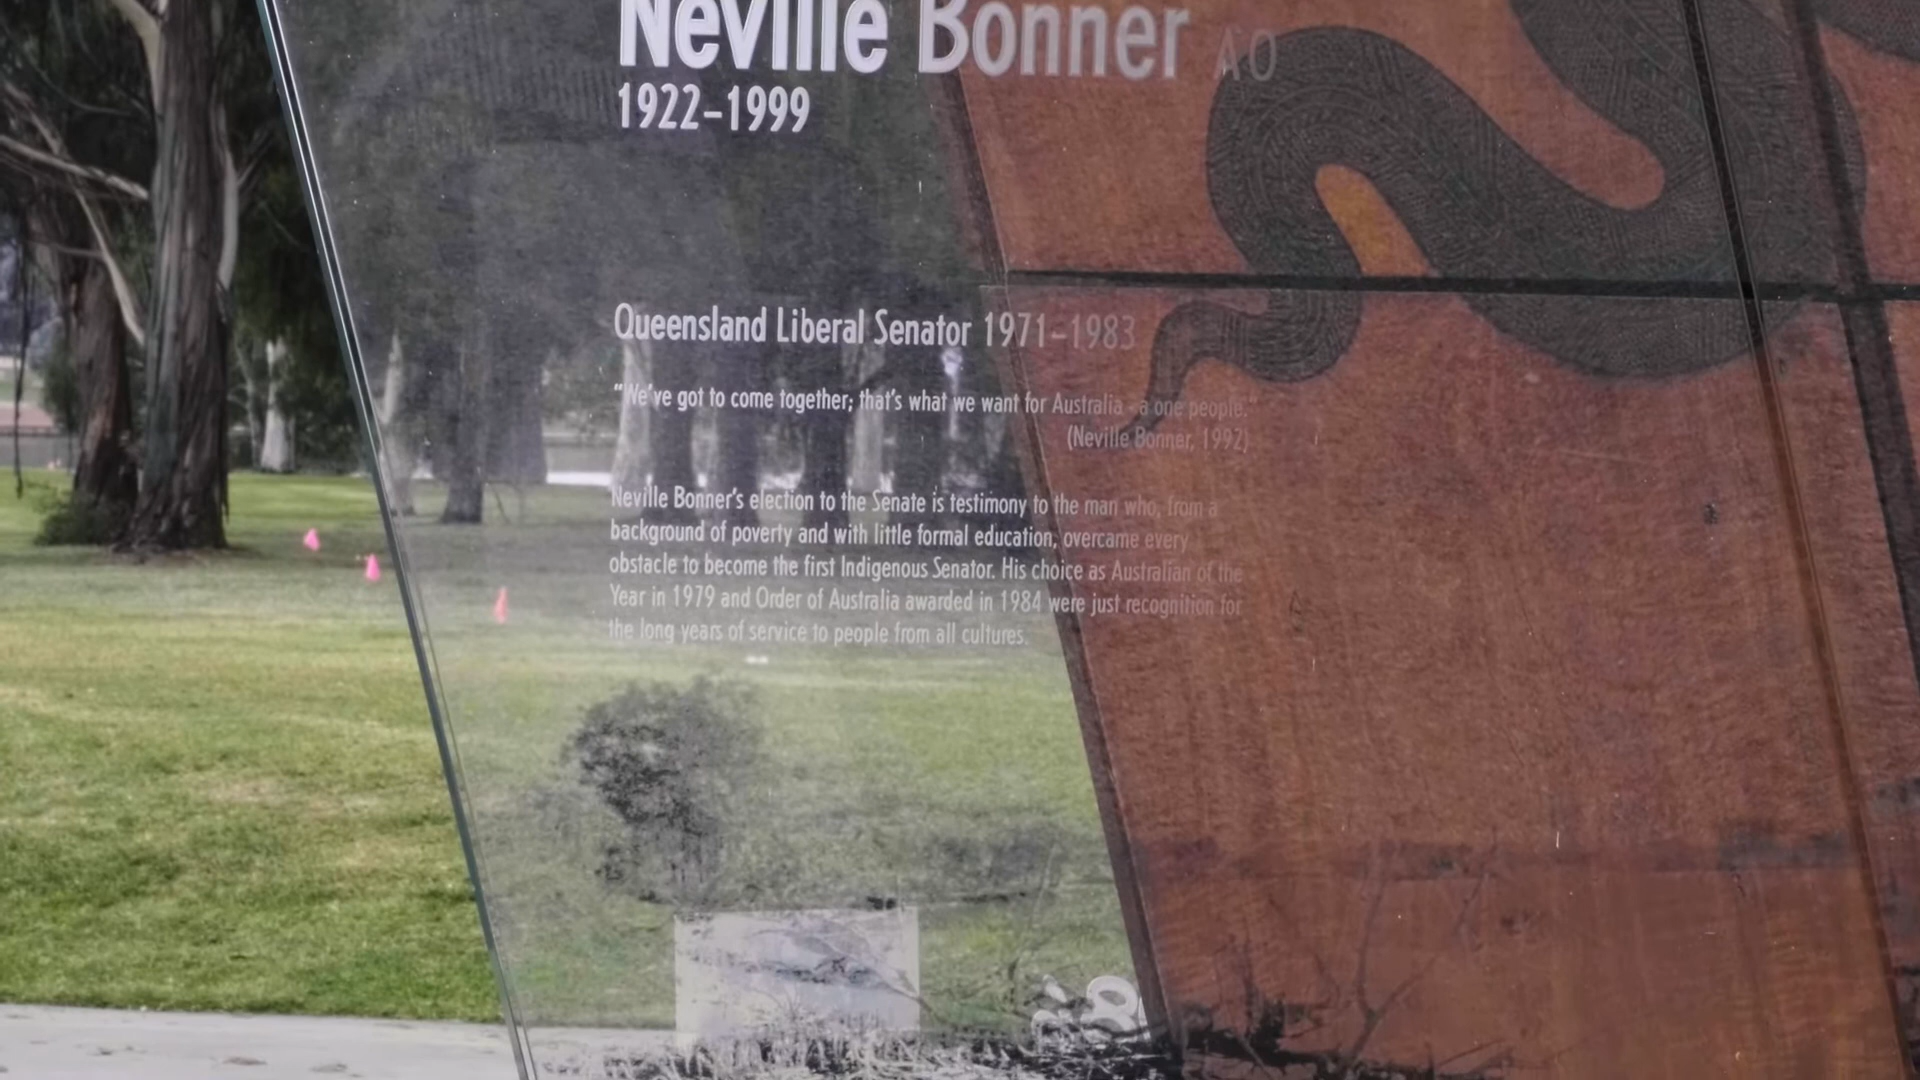 Neville Bonner AO
1922–1999
Queensland Liberal Senator 1971–1983
"We've got to come together; that's what we want for Australia - a one people."
(Neville Bonner, 1992)
Neville Bonner's election to the Senate is testimony to the man who, from a
background of poverty and with little formal education, overcame every
obstacle to become the first Indigenous Senator. His choice as Australian of the
Year in 1979 and Order of Australia awarded in 1984 were just recognition for
the long years of service to people from all cultures.